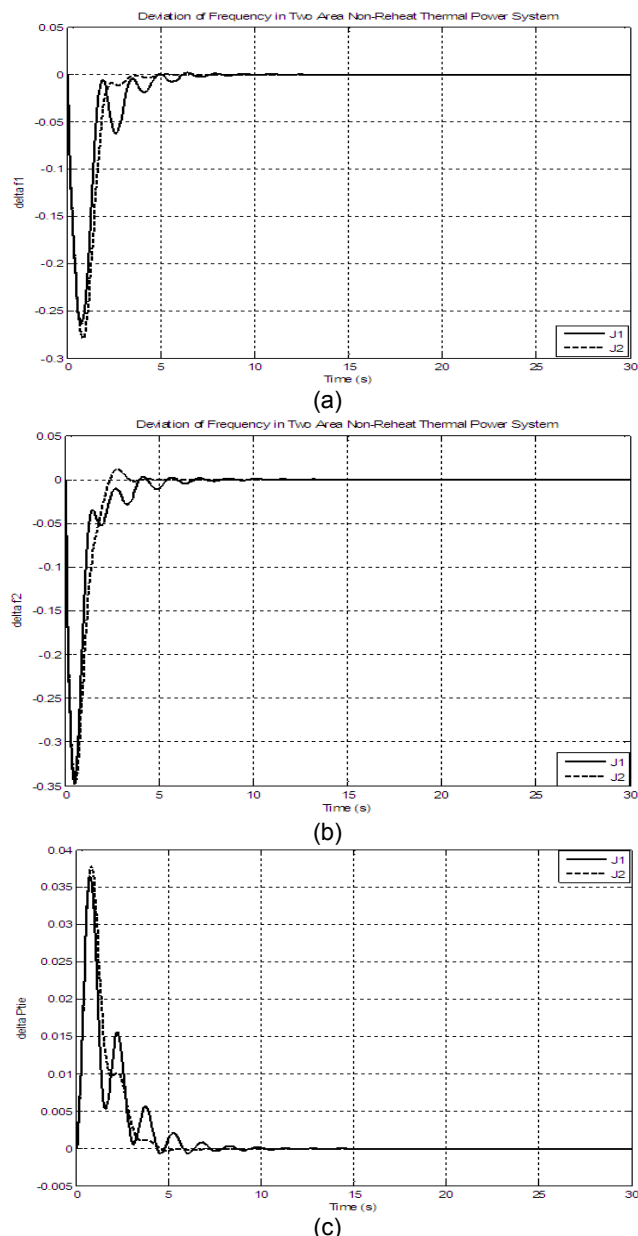 Deviation of Frequency in Two Area Non-Reheat Thermal Power System
0.05
0
-0.05
-0.1
-0.15
-0.2
-0.25
-0.3
delta f1
0 5 10 15 20 25 30
Time (s)
J1
J2
(a)
Deviation of Frequency in Two Area Non-Reheat Thermal Power System
0.05
0
-0.05
-0.1
-0.15
-0.2
-0.25
-0.3
-0.35
delta f2
0 5 10 15 20 25 30
Time (s)
J1
J2
(b)
0.04
0.035
0.03
0.025
0.02
0.015
0.01
0.005
0
-0.005
delta Ptie
0 5 10 15 20 25 30
Time (s)
J1
J2
(c)